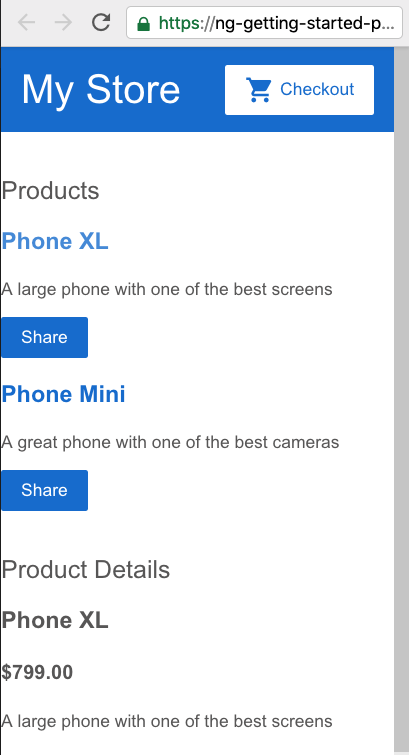 https://ng-getting-started-p...
My Store
Checkout
Products
Phone XL
A large phone with one of the best screens
Share
Phone Mini
A great phone with one of the best cameras
Share
Product Details
Phone XL
$799.00
A large phone with one of the best screens